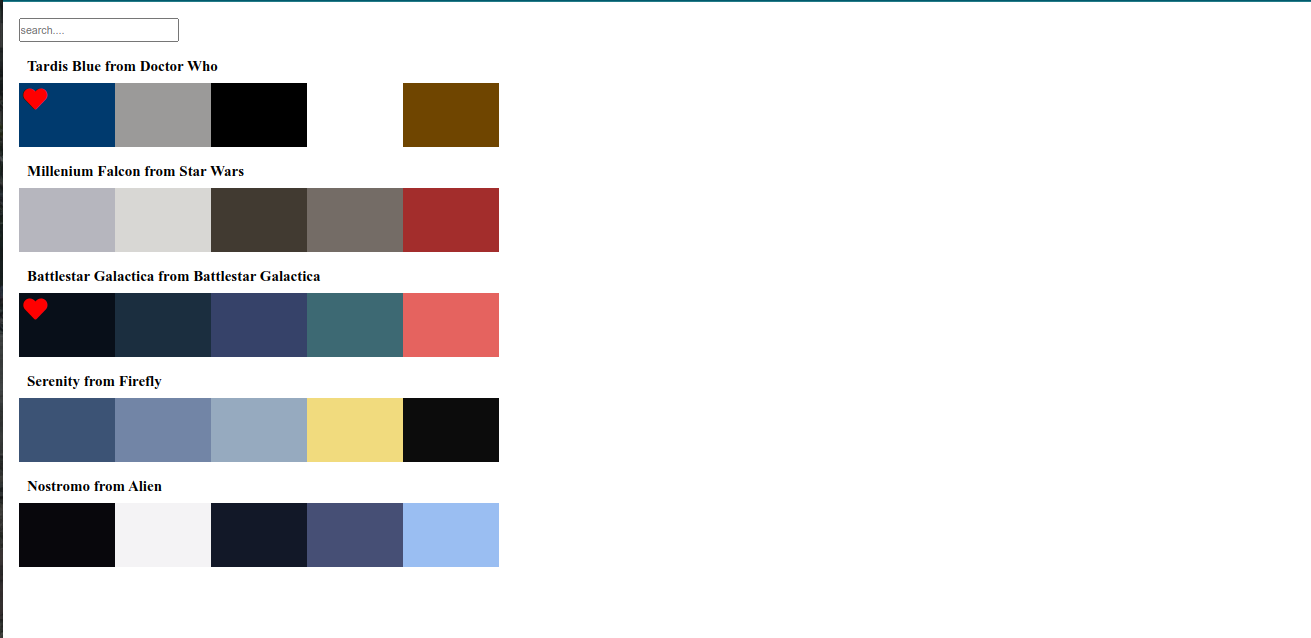 search....
Tardis Blue from Doctor Who
Millenium Falcon from Star Wars
Battlestar Galactica from Battlestar Galactica
Serenity from Firefly
Nostromo from Alien